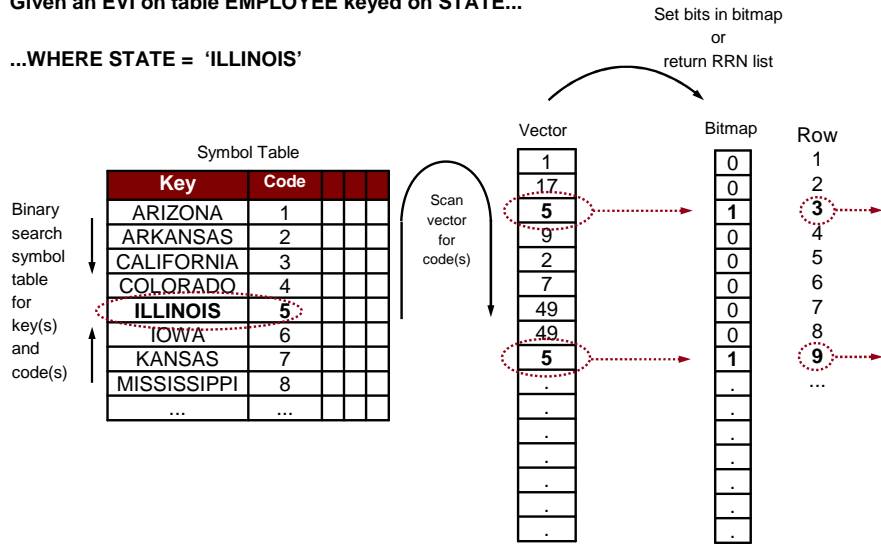 Given an EVI on table EMPLOYEE keyed on STATE...
...WHERE STATE = 'ILLINOIS'
Set bits in bitmap
or
return RRN list
Symbol Table
Key Code
ARIZONA 1
ARKANSAS 2
CALIFORNIA 3
COLORADO 4
ILLINOIS 5
IOWA 6
KANSAS 7
MISSISSIPPI 8
... ...
Binary
search
symbol
table
for
key(s)
and
code(s)
Scan
vector
for
code(s)
Vector
1
17
5
9
2
7
49
49
5
.
.
.
.
.
.
.
Bitmap
0
0
1
0
0
0
0
0
1
.
.
.
.
.
.
.
Row
1
2
3
4
5
6
7
8
9
...